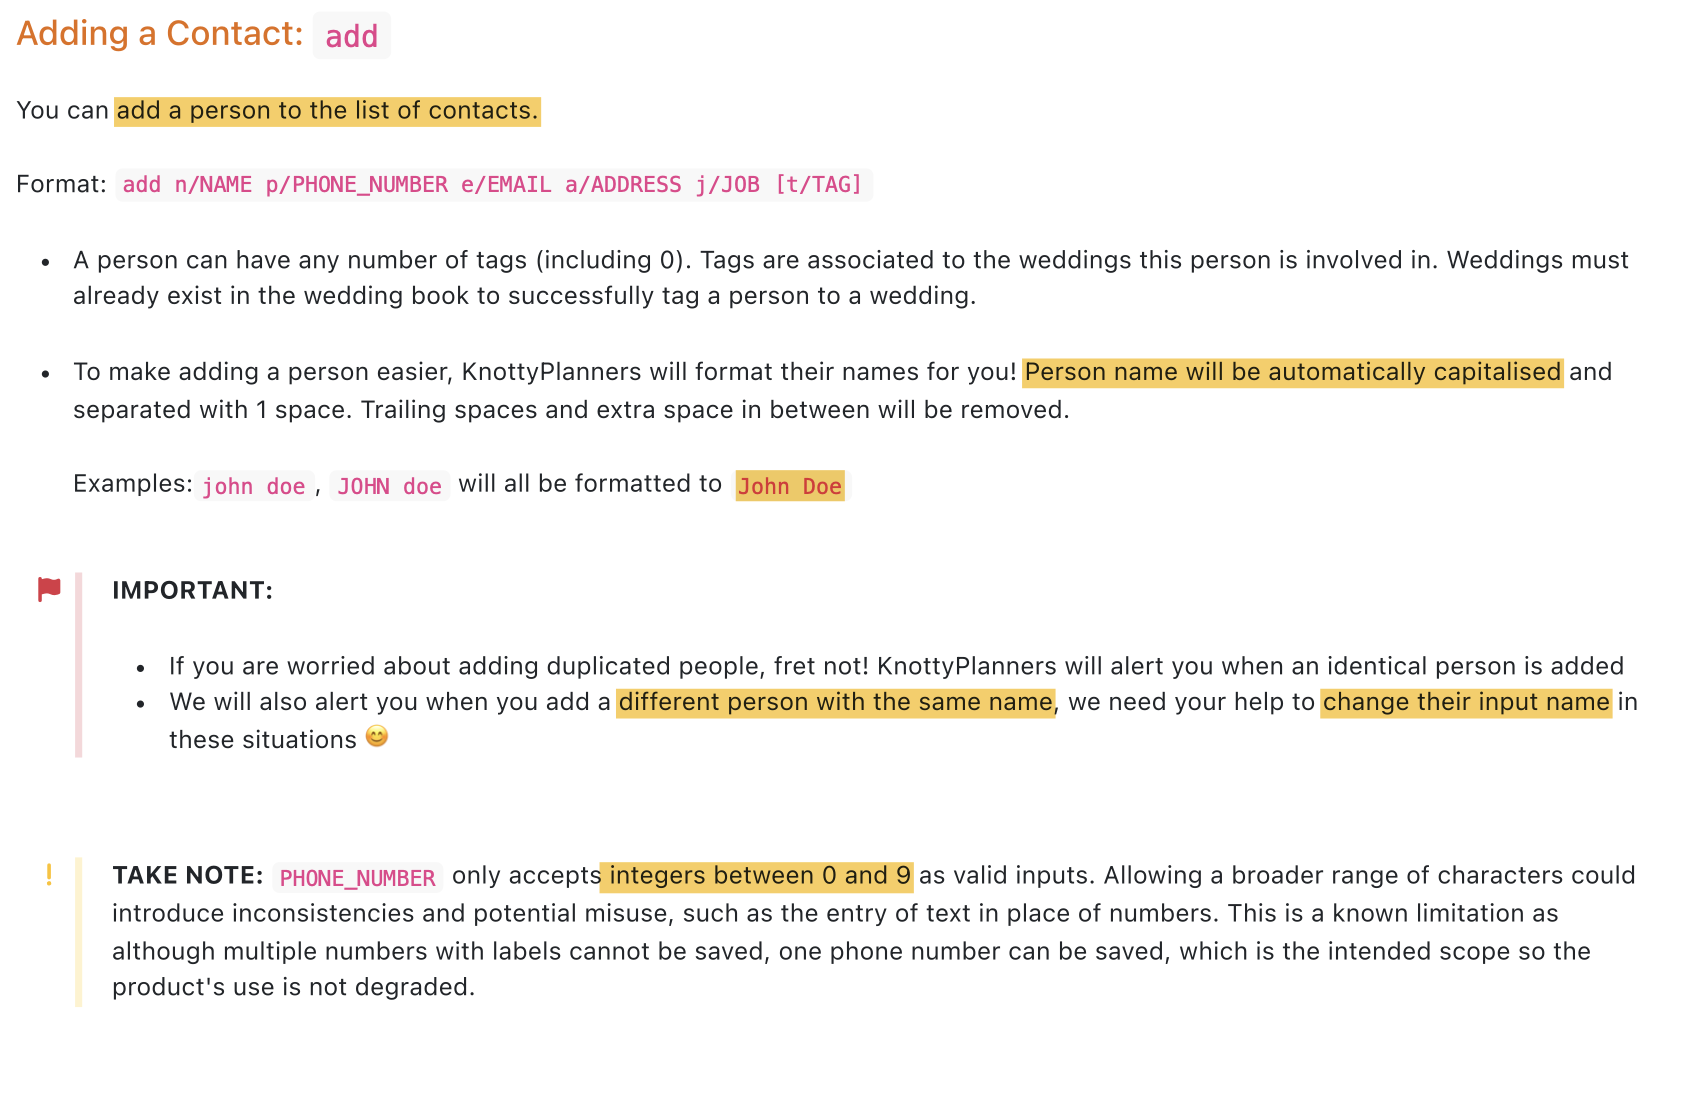 Adding a Contact: add
You can add a person to the list of contacts.
Format: add n/NAME p/PHONE_NUMBER e/EMAIL a/ADDRESS j/JOB [t/TAG]
• A person can have any number of tags (including 0). Tags are associated to the weddings this person is involved in. Weddings must
already exist in the wedding book to successfully tag a person to a wedding.
• To make adding a person easier, KnottyPlanners will format their names for you! Person name will be automatically capitalised and
separated with 1 space. Trailing spaces and extra space in between will be removed.
Examples: john doe , JOHN doe will all be formatted to John Doe
IMPORTANT:
• If you are worried about adding duplicated people, fret not! KnottyPlanners will alert you when an identical person is added
• We will also alert you when you add a different person with the same name, we need your help to change their input name in
these situations 😊
! TAKE NOTE: PHONE_NUMBER only accepts integers between 0 and 9 as valid inputs. Allowing a broader range of characters could
introduce inconsistencies and potential misuse, such as the entry of text in place of numbers. This is a known limitation as
although multiple numbers with labels cannot be saved, one phone number can be saved, which is the intended scope so the
product's use is not degraded.